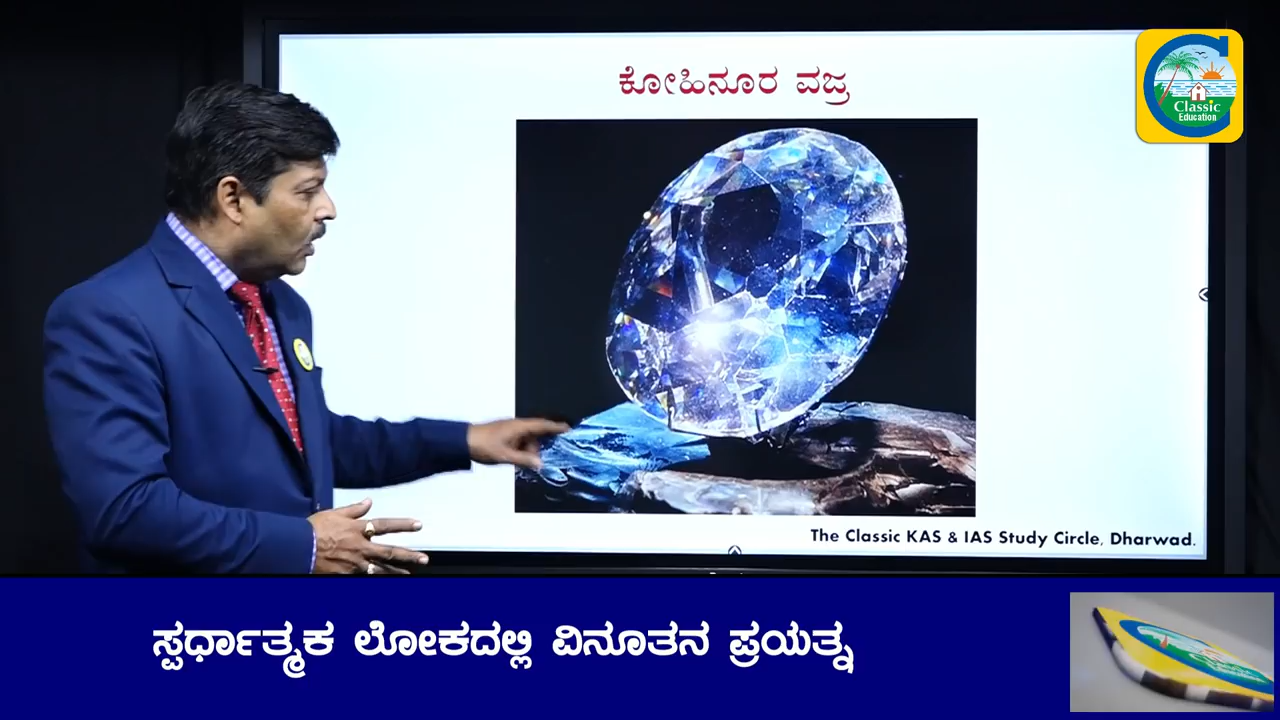 ಕೋಹಿನೂರ ವಜ್ರ
Classic
Education
The Classic KAS & IAS Study Circle, Dharwad.
ಸ್ಪರ್ಧಾತ್ಮಕ ಲೋಕದಲ್ಲಿ ವಿನೂತನ ಪ್ರಯತ್ನ